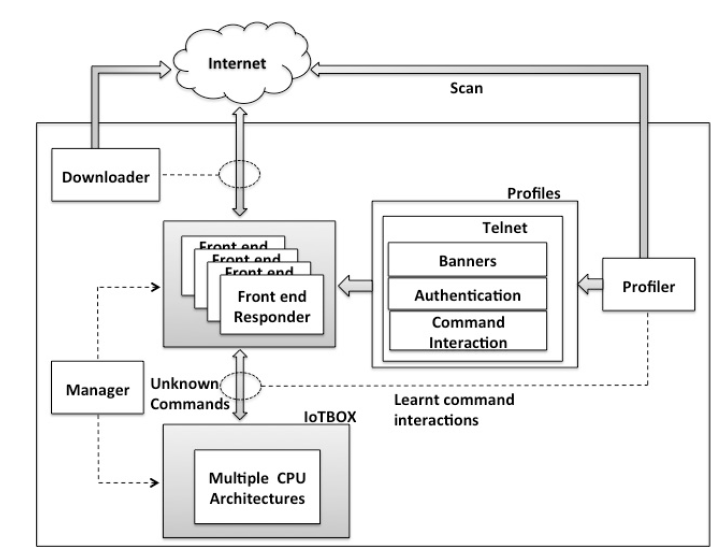 Internet
Scan
Downloader
Profiles
Telnet
Banners
Authentication
Command
Interaction
Profiler
Front end
Front end
Front end
Front end
Responder
Manager
Unknown
Commands
Learnt command
interactions
IoTBOX
Multiple CPU
Architectures